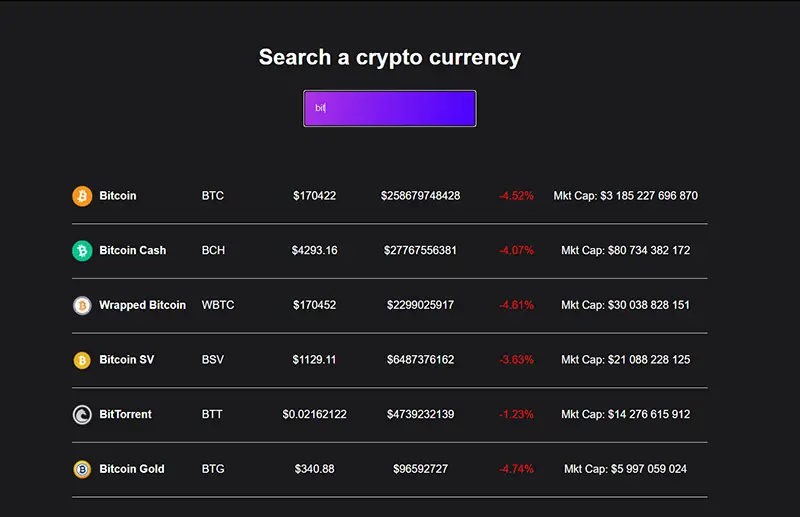 Search a crypto currency
bit
Bitcoin BTC $170422 $258679748428 -4.52% Mkt Cap: $3 185 227 696 870
Bitcoin Cash BCH $4293.16 $27767556381 -4.07% Mkt Cap: $80 734 382 172
Wrapped Bitcoin WBTC $170452 $2299025917 -4.61% Mkt Cap: $30 038 828 151
Bitcoin SV BSV $1129.11 $6487376162 -3.63% Mkt Cap: $21 088 228 125
BitTorrent BTT $0.02162122 $4739232139 -1.23% Mkt Cap: $14 276 615 912
Bitcoin Gold BTG $340.88 $96592727 -4.74% Mkt Cap: $5 997 059 024